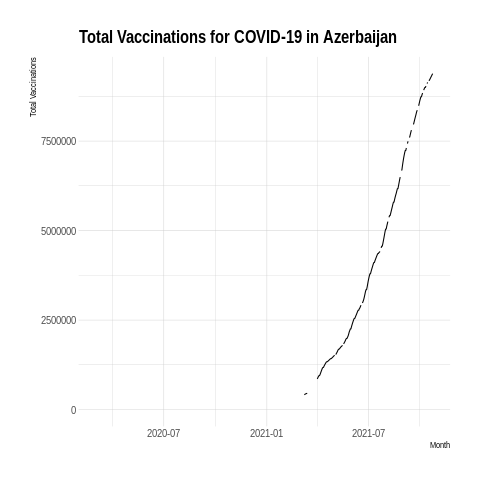 Total Vaccinations for COVID-19 in Azerbaijan
Total Vaccinations
7500000
5000000
2500000
0
2020-07 2021-01 2021-07
Month